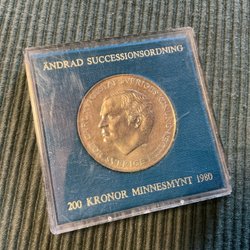 ÄNDRAD SUCCESSIONSORDNING
SVERIGE
200 KRONOR MINNESMYNT 1980